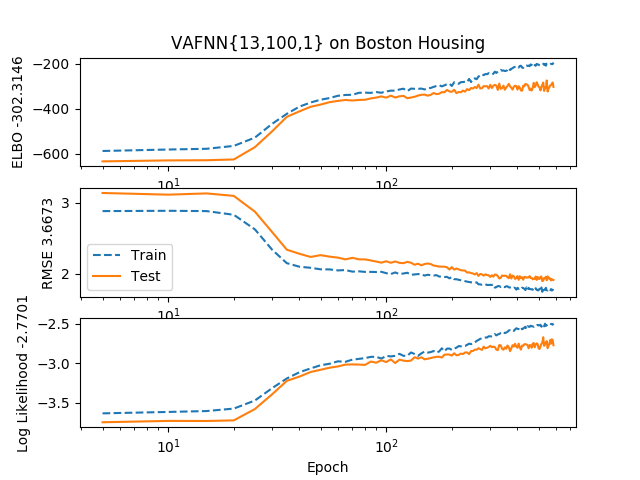 VAFNN{13,100,1} on Boston Housing
ELBO -302.3146
−200
−400
−600
10¹
10²
RMSE 3.6673
3
2
Train
Test
10¹
10²
Log Likelihood -2.7701
−2.5
−3.0
−3.5
10¹
10²
Epoch